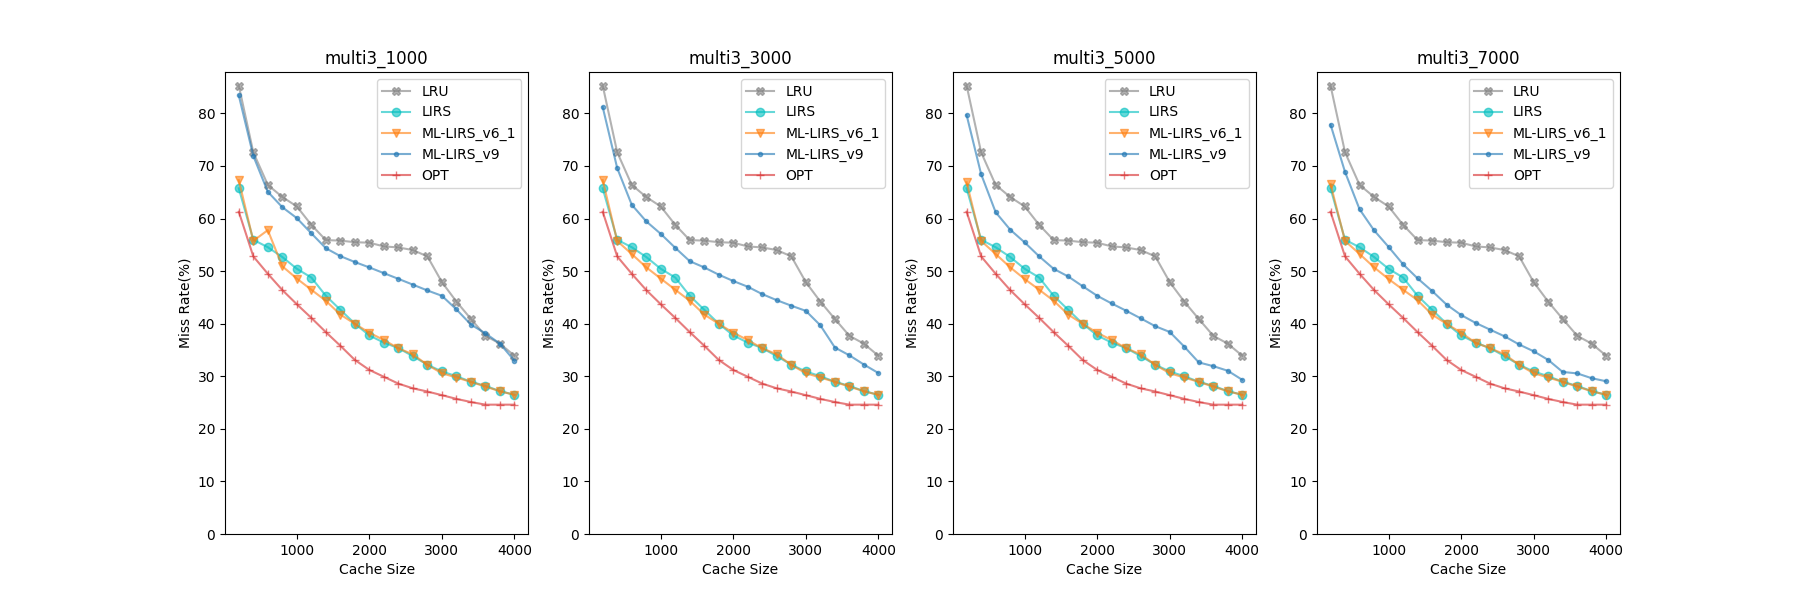 multi3_1000
80
70
60
50
40
30
20
10
0
Miss Rate(%)
1000 2000 3000 4000
Cache Size
LRU
LIRS
ML-LIRS_v6_1
ML-LIRS_v9
OPT
multi3_3000
80
70
60
50
40
30
20
10
0
Miss Rate(%)
1000 2000 3000 4000
Cache Size
LRU
LIRS
ML-LIRS_v6_1
ML-LIRS_v9
OPT
multi3_5000
80
70
60
50
40
30
20
10
0
Miss Rate(%)
1000 2000 3000 4000
Cache Size
LRU
LIRS
ML-LIRS_v6_1
ML-LIRS_v9
OPT
multi3_7000
80
70
60
50
40
30
20
10
0
Miss Rate(%)
1000 2000 3000 4000
Cache Size
LRU
LIRS
ML-LIRS_v6_1
ML-LIRS_v9
OPT